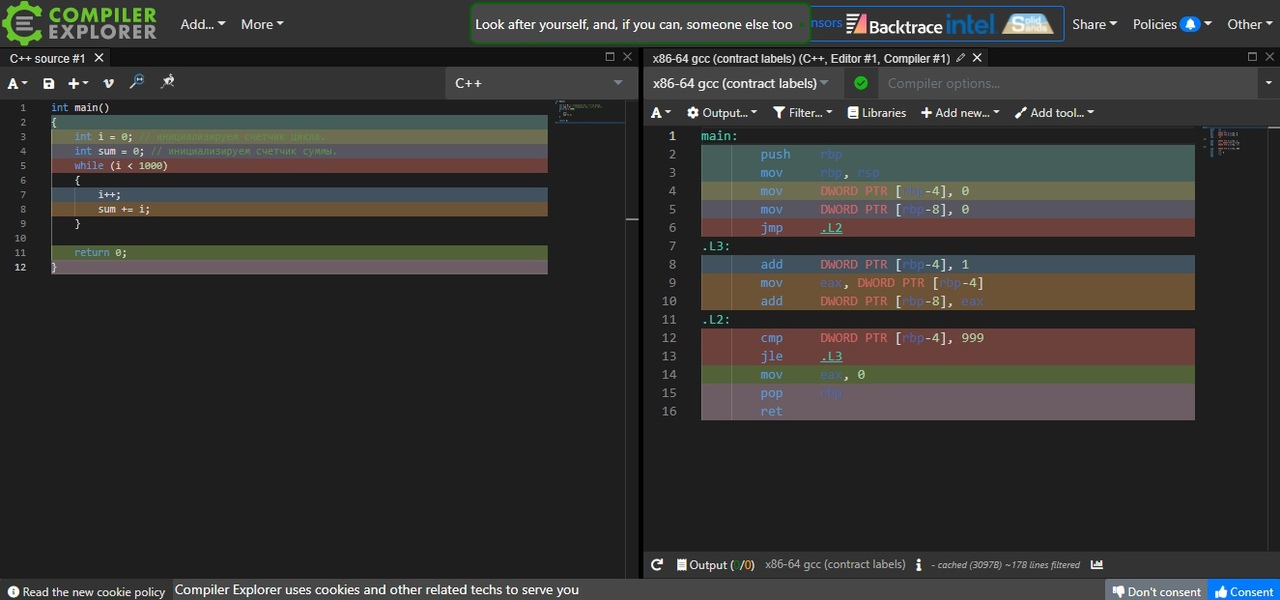 COMPILER
EXPLORER
Add...
More
Look after yourself, and, if you can, someone else too
nsors
Backtrace
intel
Solid
Sands
Share
Policies
Other
C++ source #1
x86-64 gcc (contract labels) (C++, Editor #1, Compiler #1)
A
C++
x86-64 gcc (contract labels)
Compiler options...
A
Output...
Filter...
Libraries
Add new...
Add tool...
1 int main()
2 {
3 int i = 0; // инициализируем счетчик цикла.
4 int sum = 0; // инициализируем счетчик суммы.
5 while (i < 1000)
6 {
7 i++;
8 sum += i;
9 }
10
11 return 0;
12 }
1 main:
2 push rbp
3 mov rbp, rsp
4 mov DWORD PTR [rbp-4], 0
5 mov DWORD PTR [rbp-8], 0
6 jmp .L2
7 .L3:
8 add DWORD PTR [rbp-4], 1
9 mov eax, DWORD PTR [rbp-4]
10 add DWORD PTR [rbp-8], eax
11 .L2:
12 cmp DWORD PTR [rbp-4], 999
13 jle .L3
14 mov eax, 0
15 pop rbp
16 ret
Output (0/0) x86-64 gcc (contract labels) i - cached (3097B) ~178 lines filtered
Read the new cookie policy
Compiler Explorer uses cookies and other related techs to serve you
Don't consent
Consent